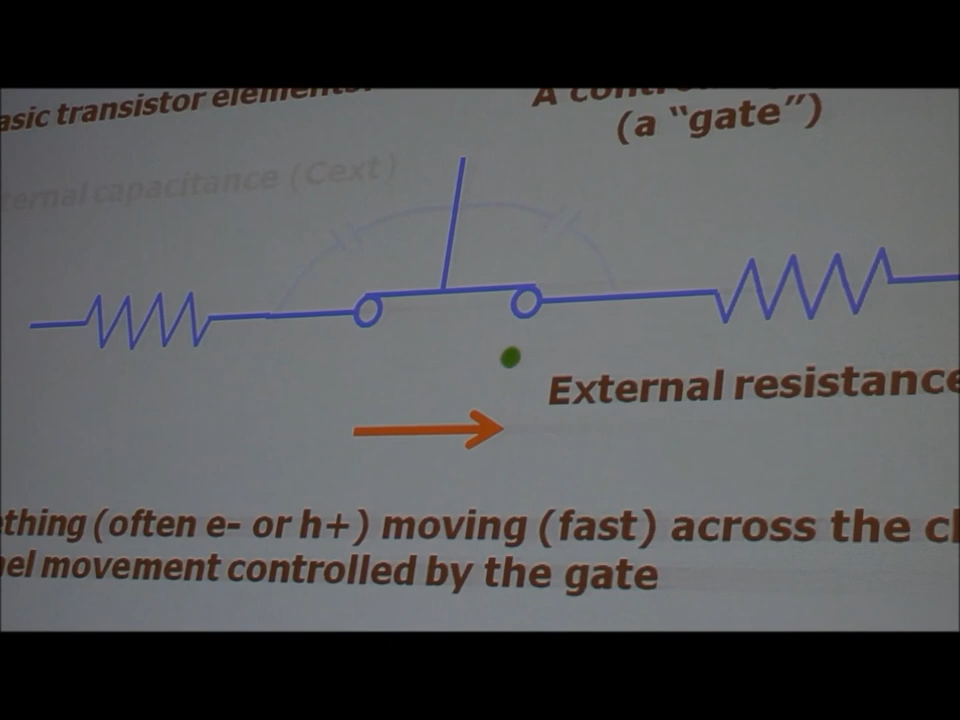 asic transistor elements:
A
(a “gate”)
ternal capacitance (Cext)
External resistance
thing (often e- or h+) moving (fast) across the
el movement controlled by the gate